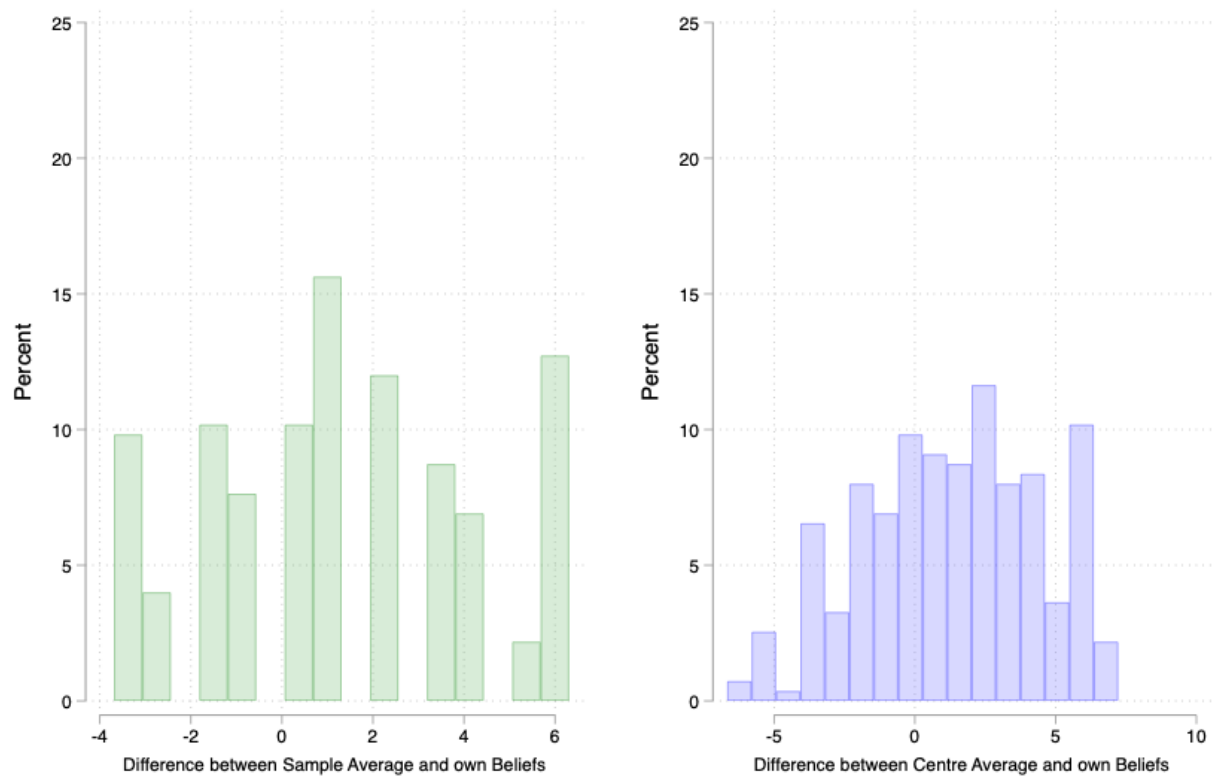 25
20
15
10
5
0
Percent
-4 -2 0 2 4 6
Difference between Sample Average and own Beliefs
25
20
15
10
5
0
Percent
-5 0 5 10
Difference between Centre Average and own Beliefs